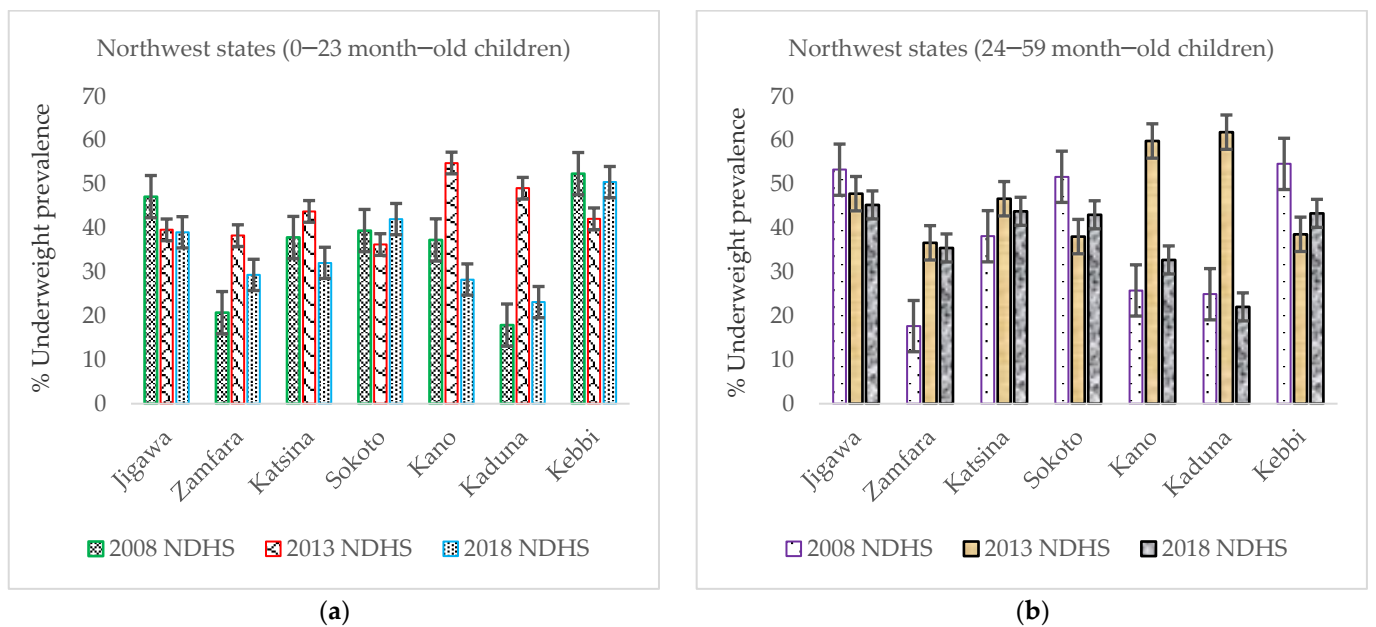 Northwest states (0–23 month–old children)
% Underweight prevalence
70
60
50
40
30
20
10
0
Jigawa
Zamfara
Katsina
Sokoto
Kano
Kaduna
Kebbi
2008 NDHS 2013 NDHS 2018 NDHS
(a)
Northwest states (24–59 month–old children)
% Underweight prevalence
70
60
50
40
30
20
10
0
Jigawa
Zamfara
Katsina
Sokoto
Kano
Kaduna
Kebbi
2008 NDHS 2013 NDHS 2018 NDHS
(b)